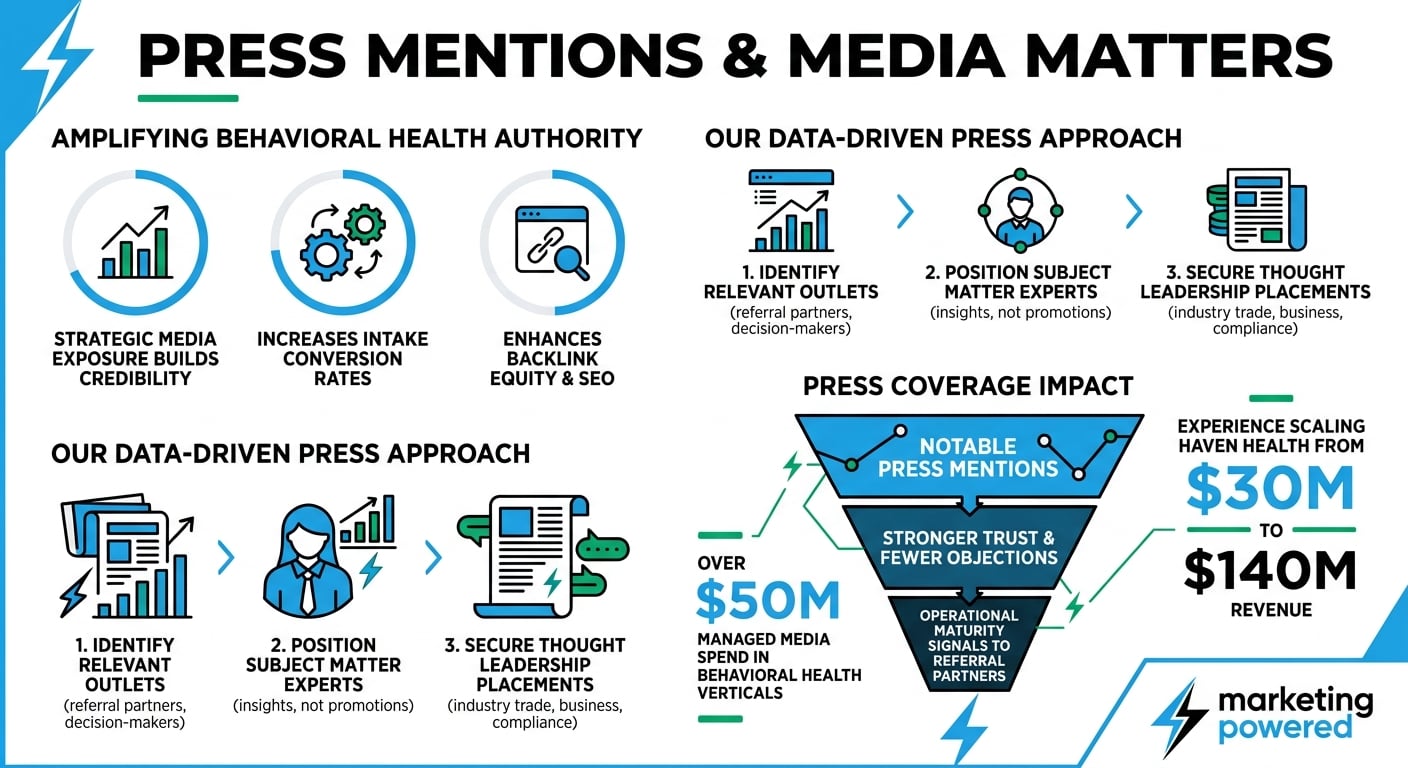 PRESS MENTIONS & MEDIA MATTERS
AMPLIFYING BEHAVIORAL HEALTH AUTHORITY
STRATEGIC MEDIA
EXPOSURE BUILDS
CREDIBILITY
INCREASES INTAKE
CONVERSION
RATES
ENHANCES
BACKLINK
EQUITY & SEO
OUR DATA-DRIVEN PRESS APPROACH
1. IDENTIFY
RELEVANT
OUTLETS
(referral partners,
decision-makers)
2. POSITION
SUBJECT MATTER
EXPERTS
(insights, not promotions)
3. SECURE THOUGHT
LEADERSHIP
PLACEMENTS
(industry trade, business,
compliance)
OUR DATA-DRIVEN PRESS APPROACH
1. IDENTIFY
RELEVANT OUTLETS
(referral partners,
decision-makers)
2. POSITION SUBJECT
MATTER EXPERTS
(insights, not promotions)
3. SECURE THOUGHT
LEADERSHIP PLACEMENTS
(industry trade, business,
compliance)
PRESS COVERAGE IMPACT
NOTABLE
PRESS MENTIONS
STRONGER TRUST &
FEWER OBJECTIONS
OPERATIONAL
MATURITY
SIGNALS TO
REFERRAL
PARTNERS
OVER
$50M
MANAGED MEDIA
SPEND IN
BEHAVIORAL HEALTH
VERTICALS
EXPERIENCE SCALING
HAVEN HEALTH FROM
$30M
TO
$140M
REVENUE
marketing
powered